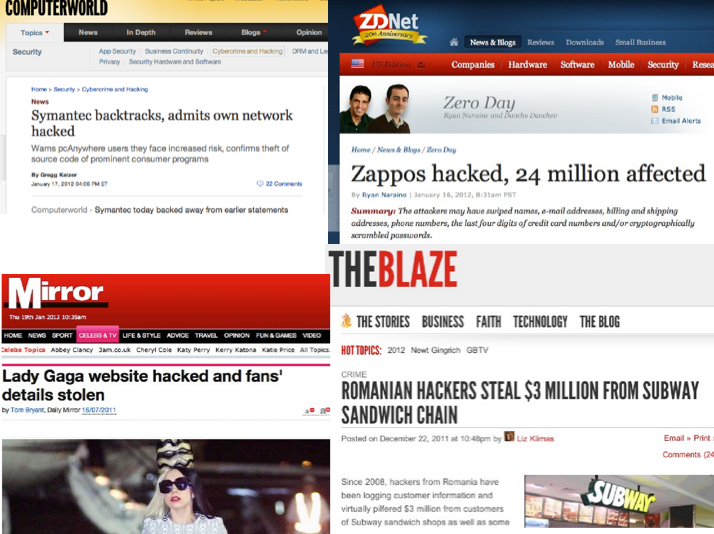 COMPUTERWORLD
Topics News In Depth Reviews Blogs Opinion
Security App Security Business Continuity Cybercrime and Hacking DRM and Le
Privacy Security Hardware and Software
Home > Security > Cybercrime and Hacking
News
Symantec backtracks, admits own network
hacked
Warns pcAnywhere users they face increased risk, confirms theft of
source code of prominent consumer programs
By Gregg Keizer
January 17, 2012 04:06 PM ET 22 Comments
Computerworld - Symantec today backed away from earlier statements
ZDNet
20th Anniversary
News & Blogs Reviews Downloads Small Business
US Edition Companies Hardware Software Mobile Security Resea
Zero Day
Ryan Naraine and Dancho Danchev
Mobile
RSS
Email Alerts
Home / News & Blogs / Zero Day
Zappos hacked, 24 million affected
By Ryan Naraine | January 16, 2012, 8:31am PST
Summary: The attackers may have swiped names, e-mail addresses, billing and shipping
addresses, phone numbers, the last four digits of credit card numbers and/or cryptographically
scrambled passwords.
Mirror
Thu 19th Jan 2012 10:35am
HOME NEWS SPORT CELEBS & TV LIFE & STYLE ADVICE TRAVEL OPINION FUN & GAMES VIDEO
Celebs Topics Abbey Clancy 3am.co.uk Cheryl Cole Katy Perry Kerry Katona Katie Price All Topics
Lady Gaga website hacked and fans'
details stolen
by Tom Bryant, Daily Mirror 16/07/2011
THEBLAZE
THE STORIES BUSINESS FAITH TECHNOLOGY THE BLOG
HOT TOPICS: 2012 Newt Gingrich GBTV
CRIME
ROMANIAN HACKERS STEAL $3 MILLION FROM SUBWAY
SANDWICH CHAIN
Posted on December 22, 2011 at 10:48pm by Liz Klimas Email » Print
Comments (24
Since 2008, hackers from Romania have
been logging customer information and
virtually pilfered $3 million from customers
of Subway sandwich shops as well as some
SUBWAY